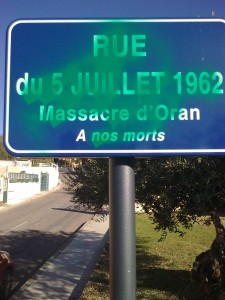 RUE
du 5 JUILLET 1962
Massacre d'Oran
A nos morts